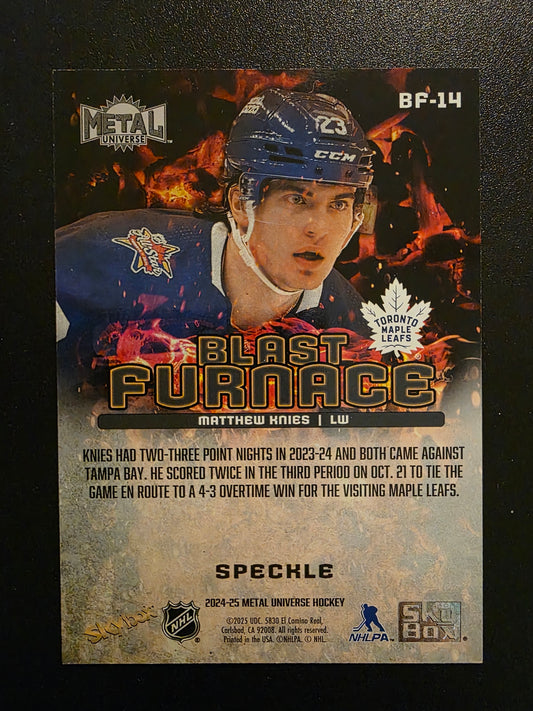 BF-14
METAL
UNIVERSE™
23
CCM
All Star
TORONTO
MAPLE
LEAFS
BLAST
FURNACE
MATTHEW KNIES | LW
KNIES HAD TWO-THREE POINT NIGHTS IN 2023-24 AND BOTH CAME AGAINST
TAMPA BAY. HE SCORED TWICE IN THE THIRD PERIOD ON OCT. 21 TO TIE THE
GAME EN ROUTE TO A 4-3 OVERTIME WIN FOR THE VISITING MAPLE LEAFS.
SPECKLE
2024-25 METAL UNIVERSE HOCKEY
skybox
NHL
©2025 UDC. 5830 El Camino Real,
Carlsbad, CA 92008. All rights reserved.
Printed in the USA. ©NHLPA. © NHL.
NHLPA
SkyBox